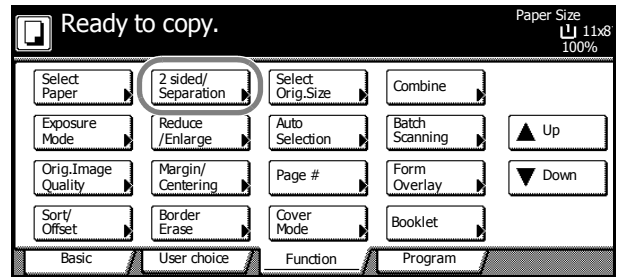 Ready to copy.
Paper Size
11x8
100%
Select
Paper
2 sided/
Separation
Select
Orig.Size
Combine
Exposure
Mode
Reduce
/Enlarge
Auto
Selection
Batch
Scanning
Up
Orig.Image
Quality
Margin/
Centering
Page #
Form
Overlay
Down
Sort/
Offset
Border
Erase
Cover
Mode
Booklet
Basic
User choice
Function
Program